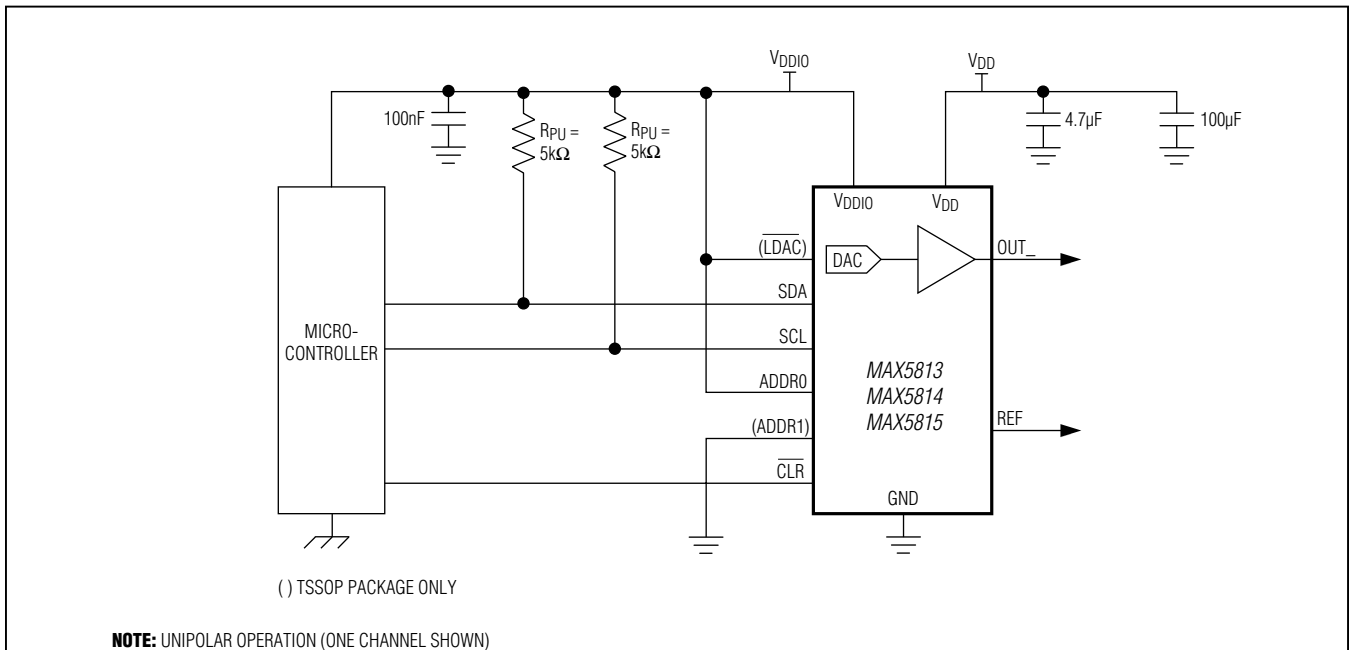 VDDIO
VDD
100nF
RPU =
5kΩ
RPU =
5kΩ
4.7µF
100µF
VDDIO
VDD
(LDAC)
DAC
OUT_
SDA
MICRO-
CONTROLLER
SCL
MAX5813
MAX5814
MAX5815
ADDR0
(ADDR1)
REF
CLR
GND
( ) TSSOP PACKAGE ONLY
NOTE: UNIPOLAR OPERATION (ONE CHANNEL SHOWN)